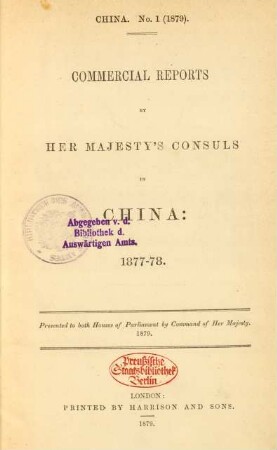 CHINA. No. 1 (1879).
COMMERCIAL REPORTS
BY
HER MAJESTY'S CONSULS
IN
CHINA:
Abgegeben v. d.
Bibliothek d.
Auswärtigen Amts.
1877-78.
Presented to both Houses of Parliament by Command of Her Majesty.
1879.
Preußische
Staatsbibliothek
Berlin
LONDON:
PRINTED BY HARRISON AND SONS.
1879.